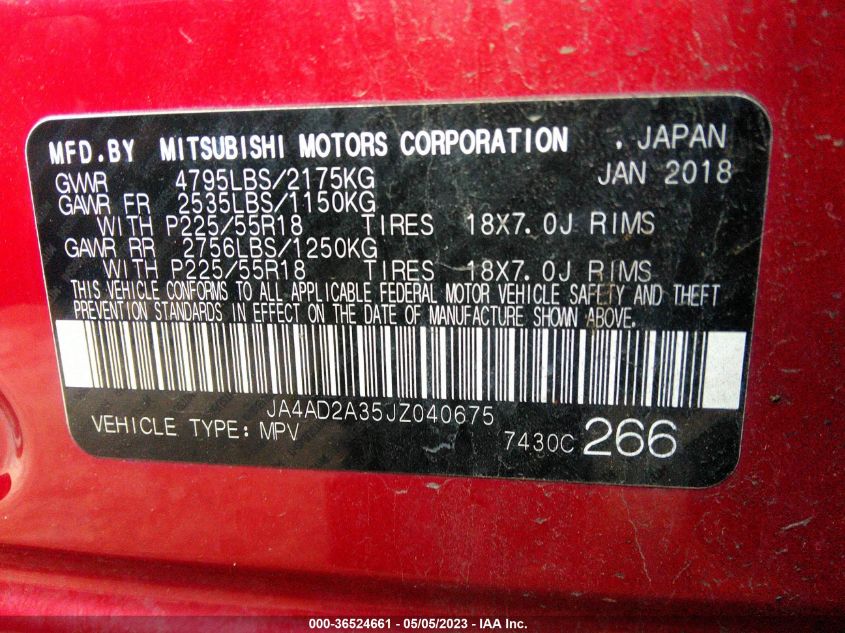 MFD.BY MITSUBISHI MOTORS CORPORATION . JAPAN
GVWR 4795LBS/2175KG JAN 2018
GAWR FR 2535LBS/1150KG
WITH P225/55R18 TIRES 18X7.0J RIMS
GAWR RR 2756LBS/1250KG
WITH P225/55R18 TIRES 18X7.0J RIMS
THIS VEHICLE CONFORMS TO ALL APPLICABLE FEDERAL MOTOR VEHICLE SAFETY AND THEFT
PREVENTION STANDARDS IN EFFECT ON THE DATE OF MANUFACTURE SHOWN ABOVE.
JA4AD2A35JZ040675
VEHICLE TYPE: MPV 7430C 266
000-36524661 - 05/05/2023 - © IAA Inc.